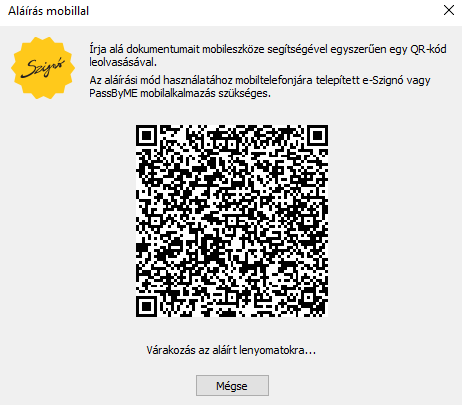 Aláírás mobillal
Szignó
Írja alá dokumentumait mobileszköze segítségével egyszerűen egy QR-kód
leolvasásával.
Az aláírási mód használatához mobiltelefonjára telepített e-Szignó vagy
PassByME mobilalkalmazás szükséges.
Várakozás az aláírt lenyomatokra...
Mégse